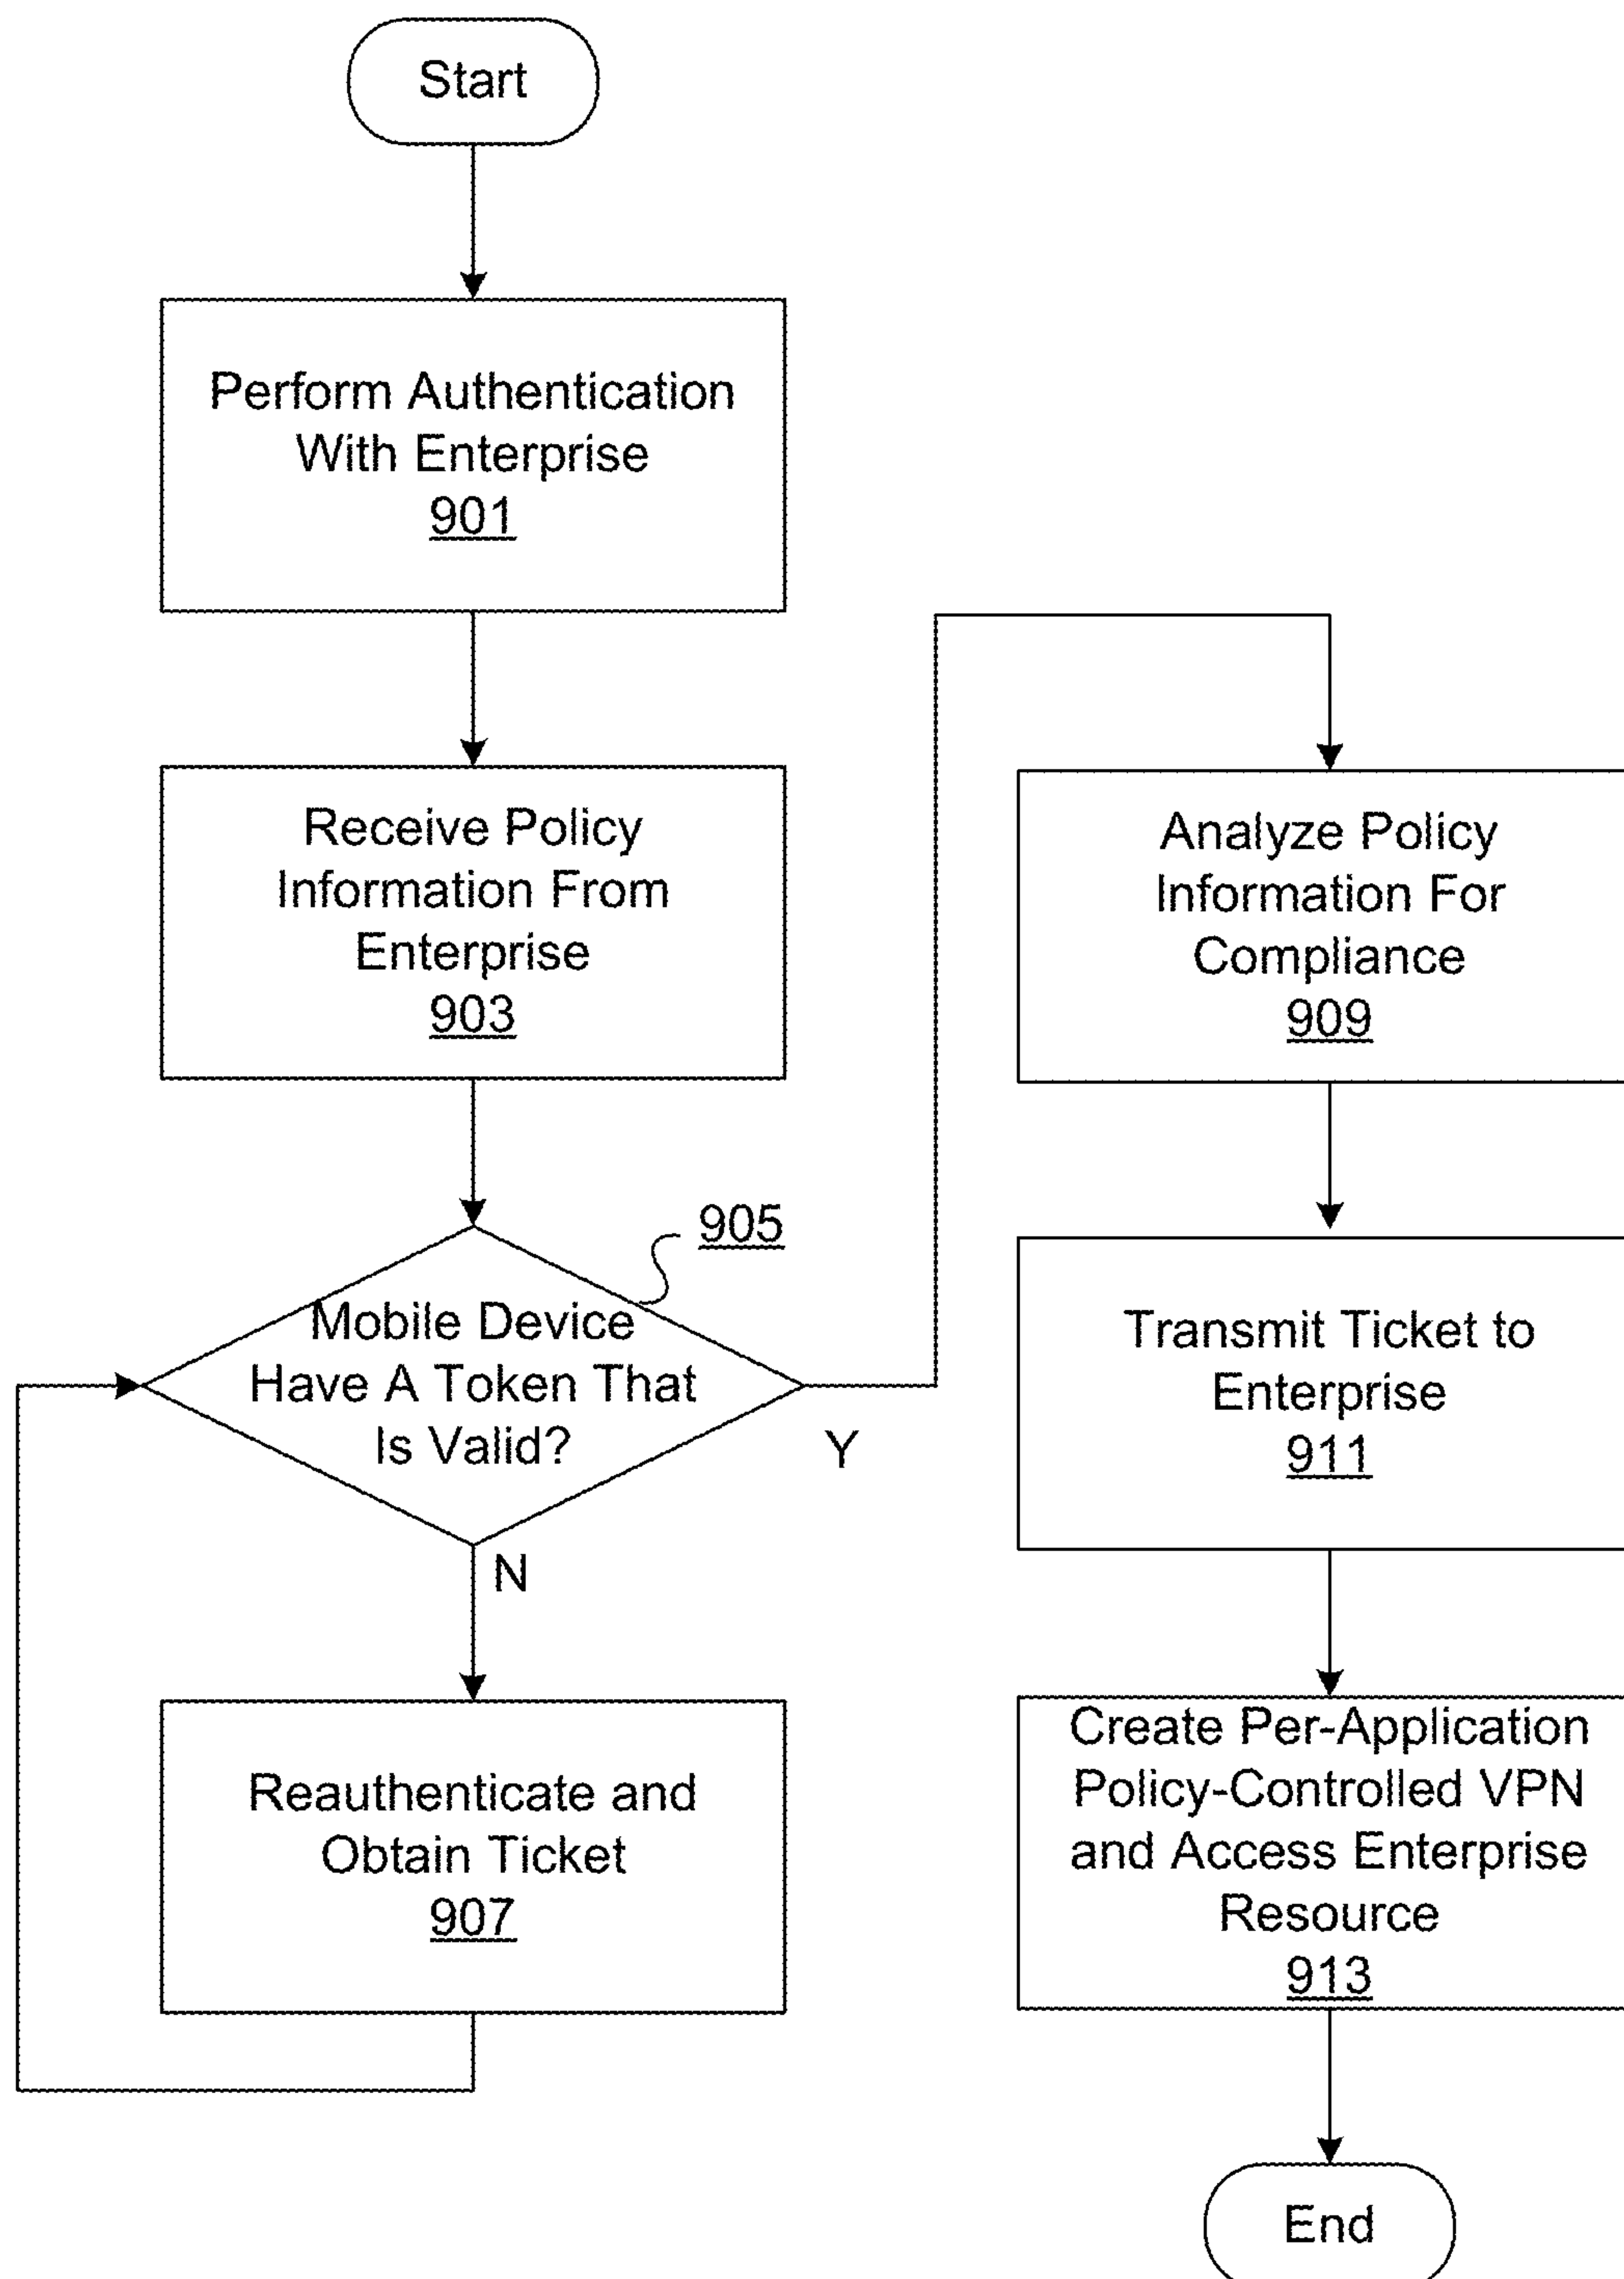 Start
Perform Authentication
With Enterprise
901
Receive Policy
Information From
Enterprise
903
905
Mobile Device
Have A Token That
Is Valid?
Y
N
Reauthenticate and
Obtain Ticket
907
Analyze Policy
Information For
Compliance
909
Transmit Ticket to
Enterprise
911
Create Per-Application
Policy-Controlled VPN
and Access Enterprise
Resource
913
End